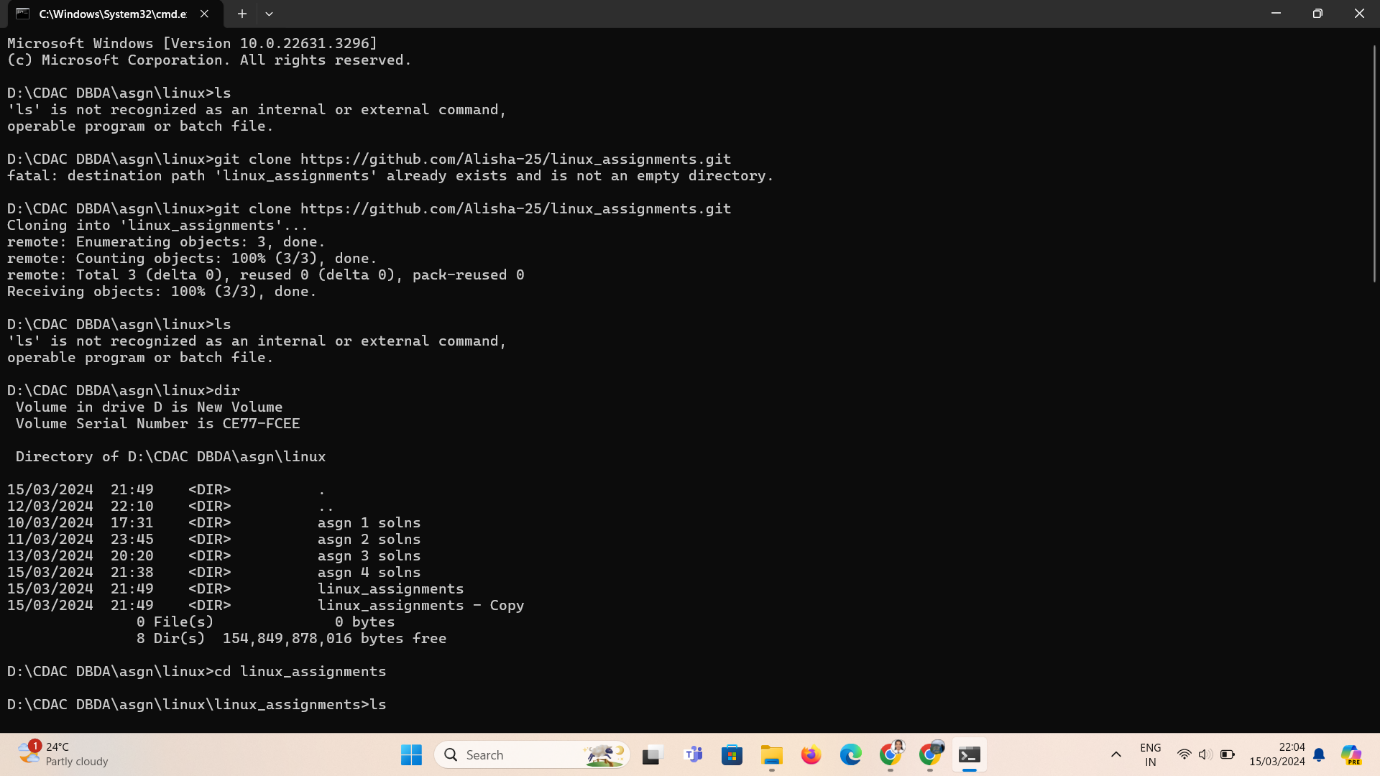 C:\Windows\System32\cmd.e
Microsoft Windows [Version 10.0.22631.3296]
(c) Microsoft Corporation. All rights reserved.
D:\CDAC DBDA\asgn\linux>ls
'ls' is not recognized as an internal or external command,
operable program or batch file.
D:\CDAC DBDA\asgn\linux>git clone https://github.com/Alisha-25/linux_assignments.git
fatal: destination path 'linux_assignments' already exists and is not an empty directory.
D:\CDAC DBDA\asgn\linux>git clone https://github.com/Alisha-25/linux_assignments.git
Cloning into 'linux_assignments'...
remote: Enumerating objects: 3, done.
remote: Counting objects: 100% (3/3), done.
remote: Total 3 (delta 0), reused 0 (delta 0), pack-reused 0
Receiving objects: 100% (3/3), done.
D:\CDAC DBDA\asgn\linux>ls
'ls' is not recognized as an internal or external command,
operable program or batch file.
D:\CDAC DBDA\asgn\linux>dir
Volume in drive D is New Volume
Volume Serial Number is CE77-FCEE
Directory of D:\CDAC DBDA\asgn\linux
15/03/2024  21:49    <DIR>          .
12/03/2024  22:10    <DIR>          ..
10/03/2024  17:31    <DIR>          asgn 1 solns
11/03/2024  23:45    <DIR>          asgn 2 solns
13/03/2024  20:20    <DIR>          asgn 3 solns
15/03/2024  21:38    <DIR>          asgn 4 solns
15/03/2024  21:49    <DIR>          linux_assignments
15/03/2024  21:49    <DIR>          linux_assignments - Copy
0 File(s)              0 bytes
8 Dir(s)  154,849,878,016 bytes free
D:\CDAC DBDA\asgn\linux>cd linux_assignments
D:\CDAC DBDA\asgn\linux\linux_assignments>ls
1
24°C
Partly cloudy
Search
ENG
IN
22:04
15/03/2024
PRE